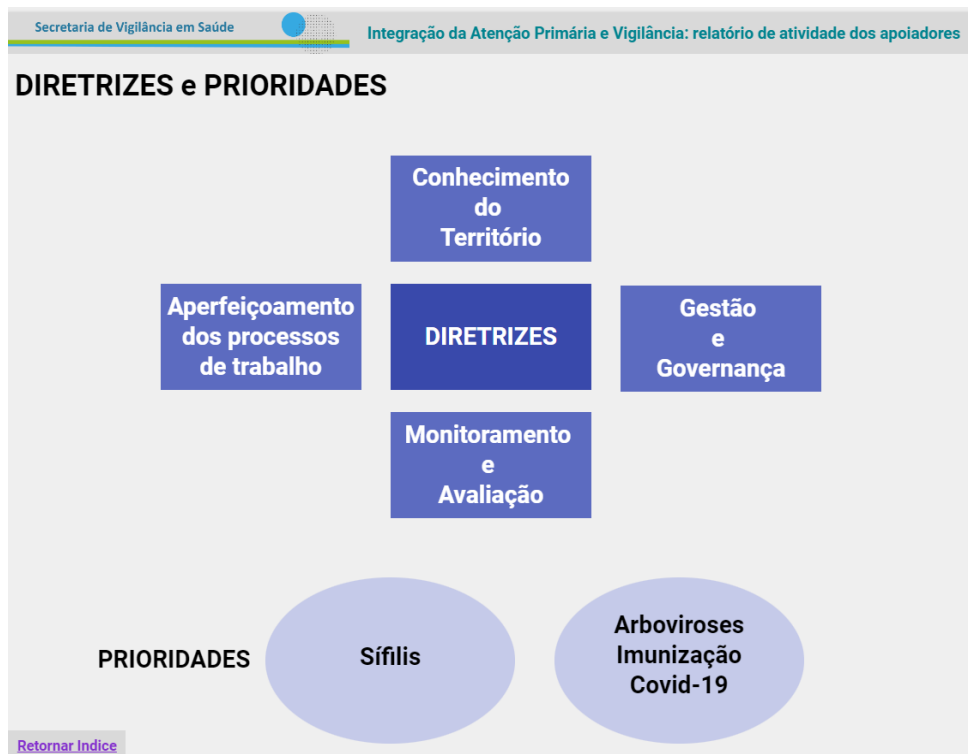 Secretaria de Vigilância em Saúde
Integração da Atenção Primária e Vigilância: relatório de atividade dos apoiadores
DIRETRIZES e PRIORIDADES
Conhecimento
do
Território
Aperfeiçoamento
dos processos
de trabalho
DIRETRIZES
Gestão
e
Governança
Monitoramento
e
Avaliação
PRIORIDADES
Sífilis
Arboviroses
Imunização
Covid-19
Retornar Indice